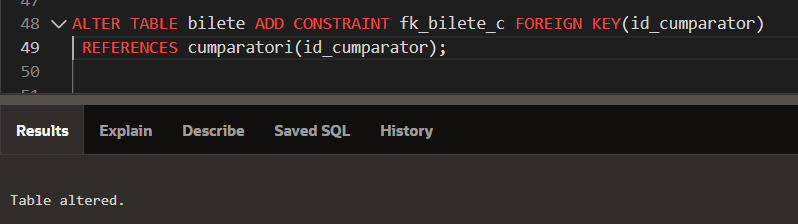 47
48 ALTER TABLE bilete ADD CONSTRAINT fk_bilete_c FOREIGN KEY(id_cumparator)
49 REFERENCES cumparatori(id_cumparator);
50
51
Results Explain Describe Saved SQL History
Table altered.